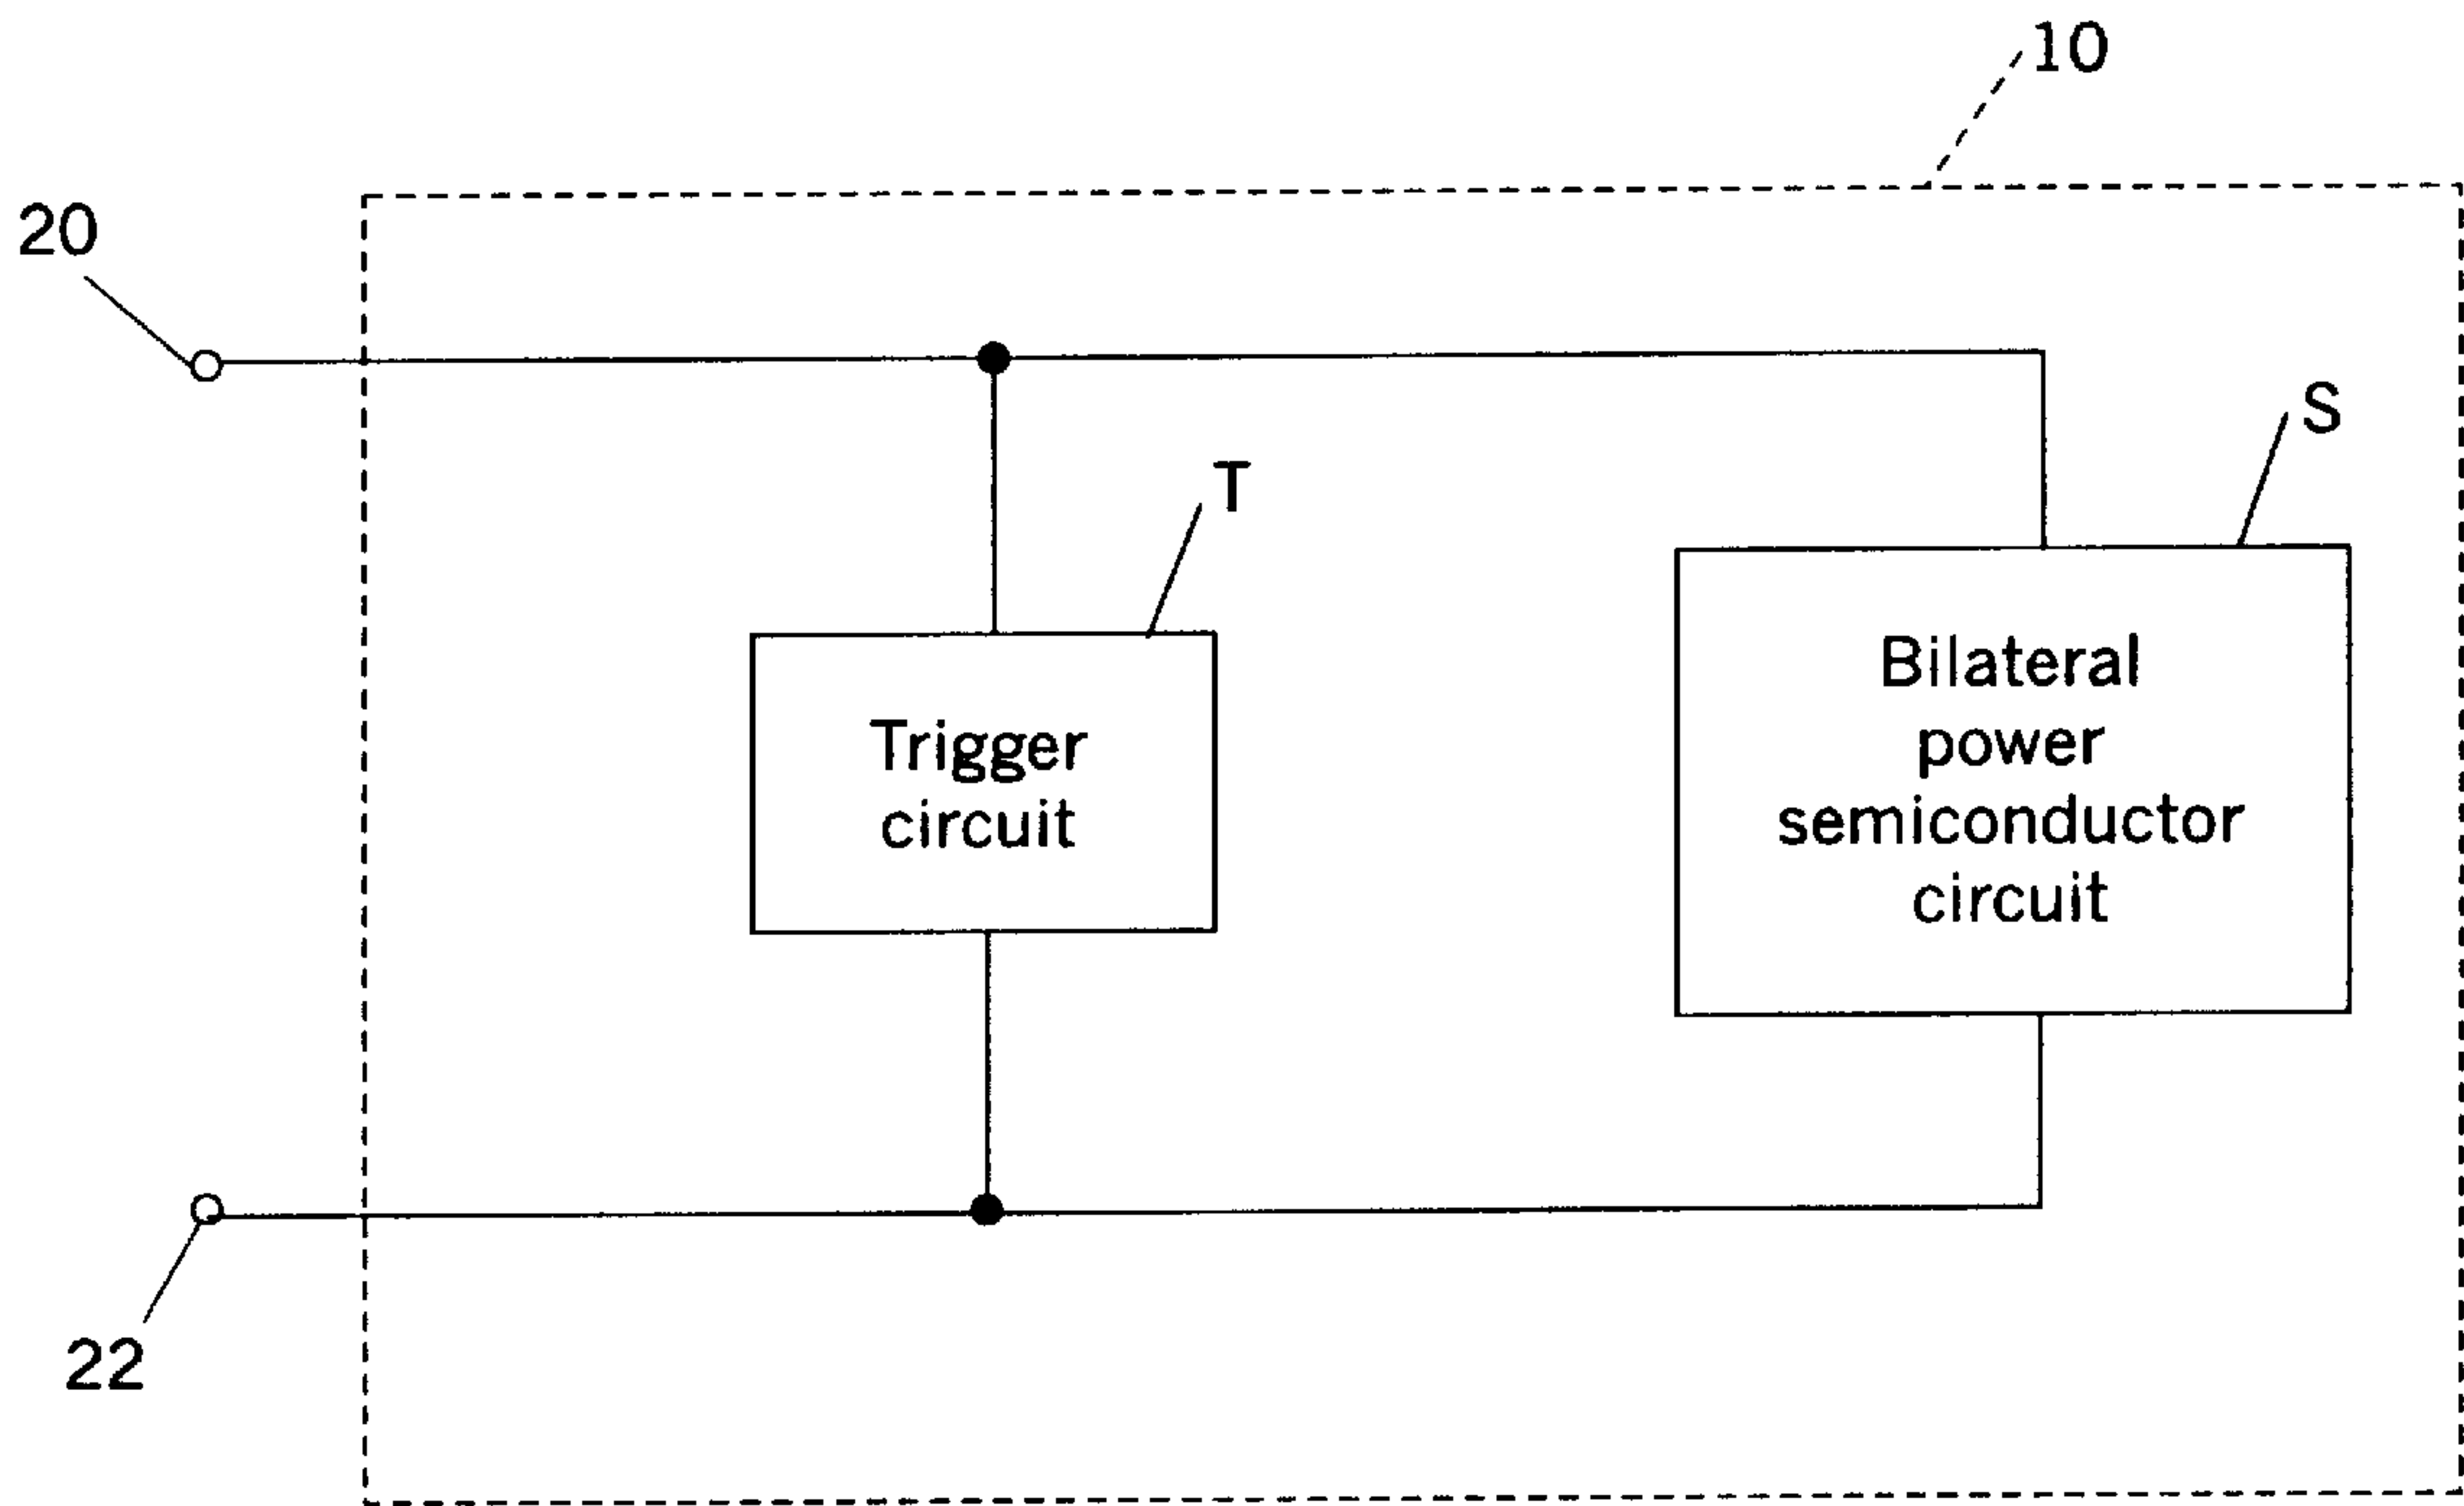 10
20
S
T
Trigger
circuit
Bilateral
power
semiconductor
circuit
22